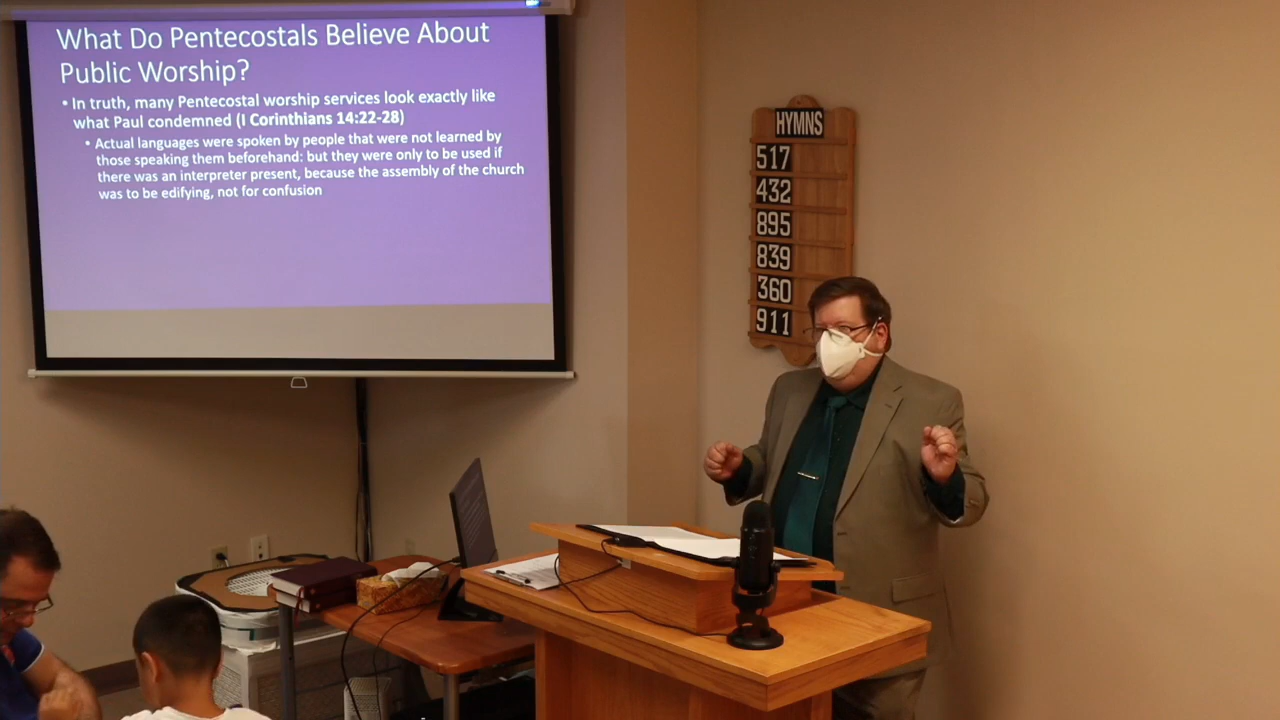 What Do Pentecostals Believe About
Public Worship?
• In truth, many Pentecostal worship services look exactly like
what Paul condemned (I Corinthians 14:22-28)
• Actual languages were spoken by people that were not learned by
those speaking them beforehand: but they were only to be used if
there was an interpreter present, because the assembly of the church
was to be edifying, not for confusion
HYMNS
517
432
895
839
360
911